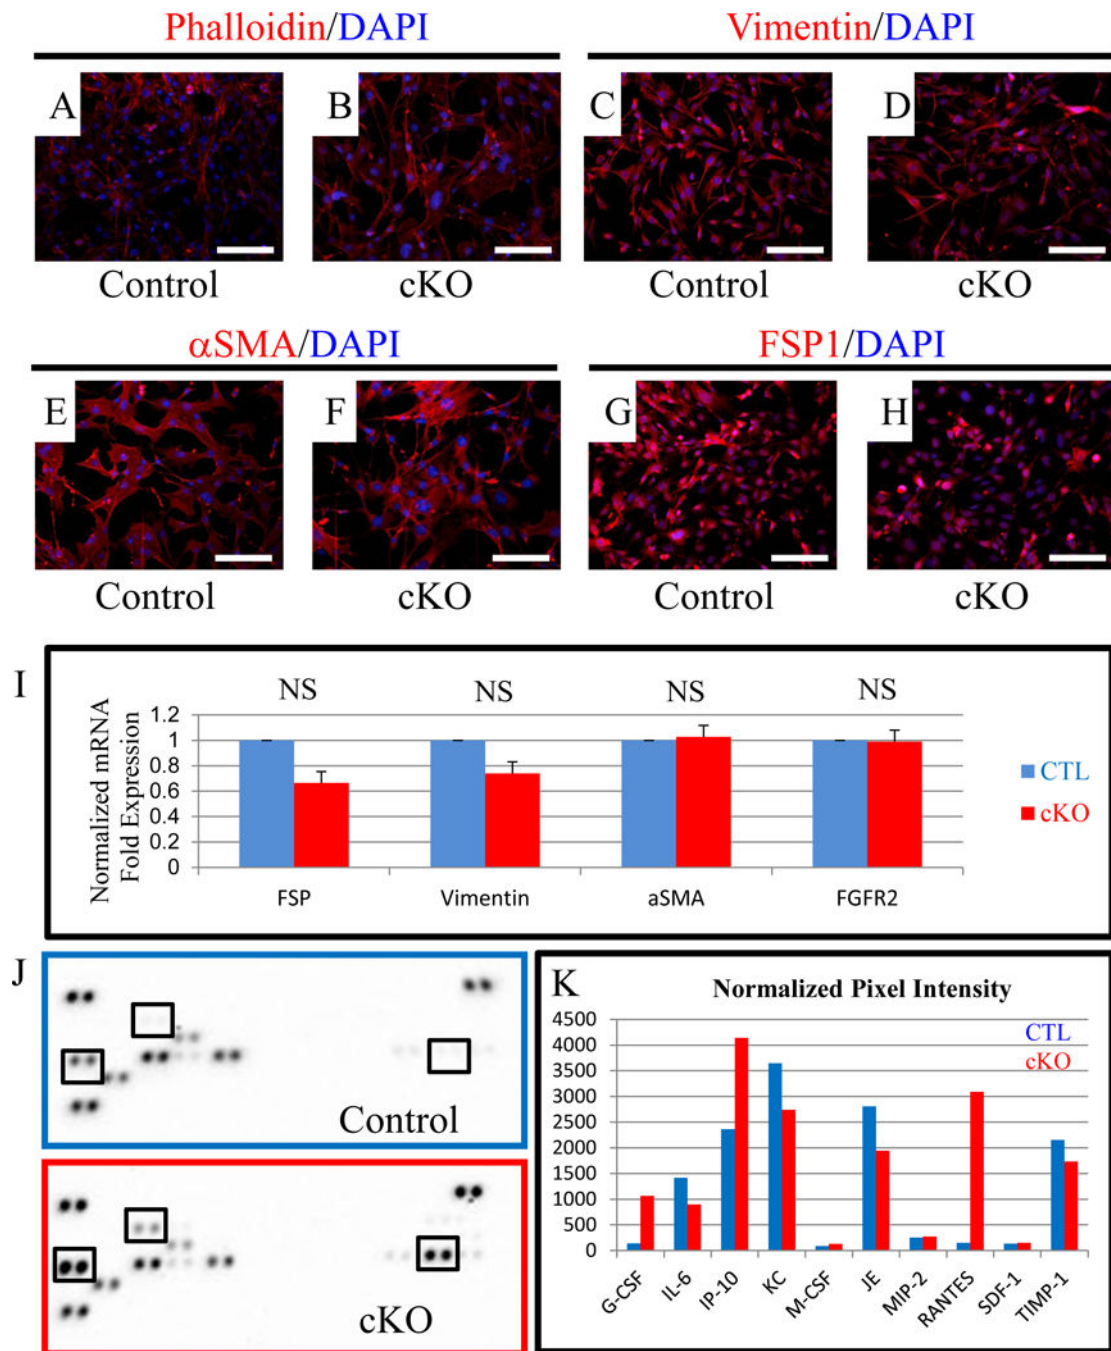 Phalloidin/DAPI Vimentin/DAPI
A B C D
Control cKO Control cKO
αSMA/DAPI FSP1/DAPI
E F G H
Control cKO Control cKO
I
NS NS NS NS
Normalized mRNA
Fold Expression
1.2
1
0.8
0.6
0.4
0.2
0
FSP Vimentin aSMA FGFR2
CTL
cKO
J
Control
cKO
K
Normalized Pixel Intensity
CTL
cKO
4500
4000
3500
3000
2500
2000
1500
1000
500
0
G-CSF IL-6 IP-10 KC M-CSF JE MIP-2 RANTES SDF-1 TIMP-1